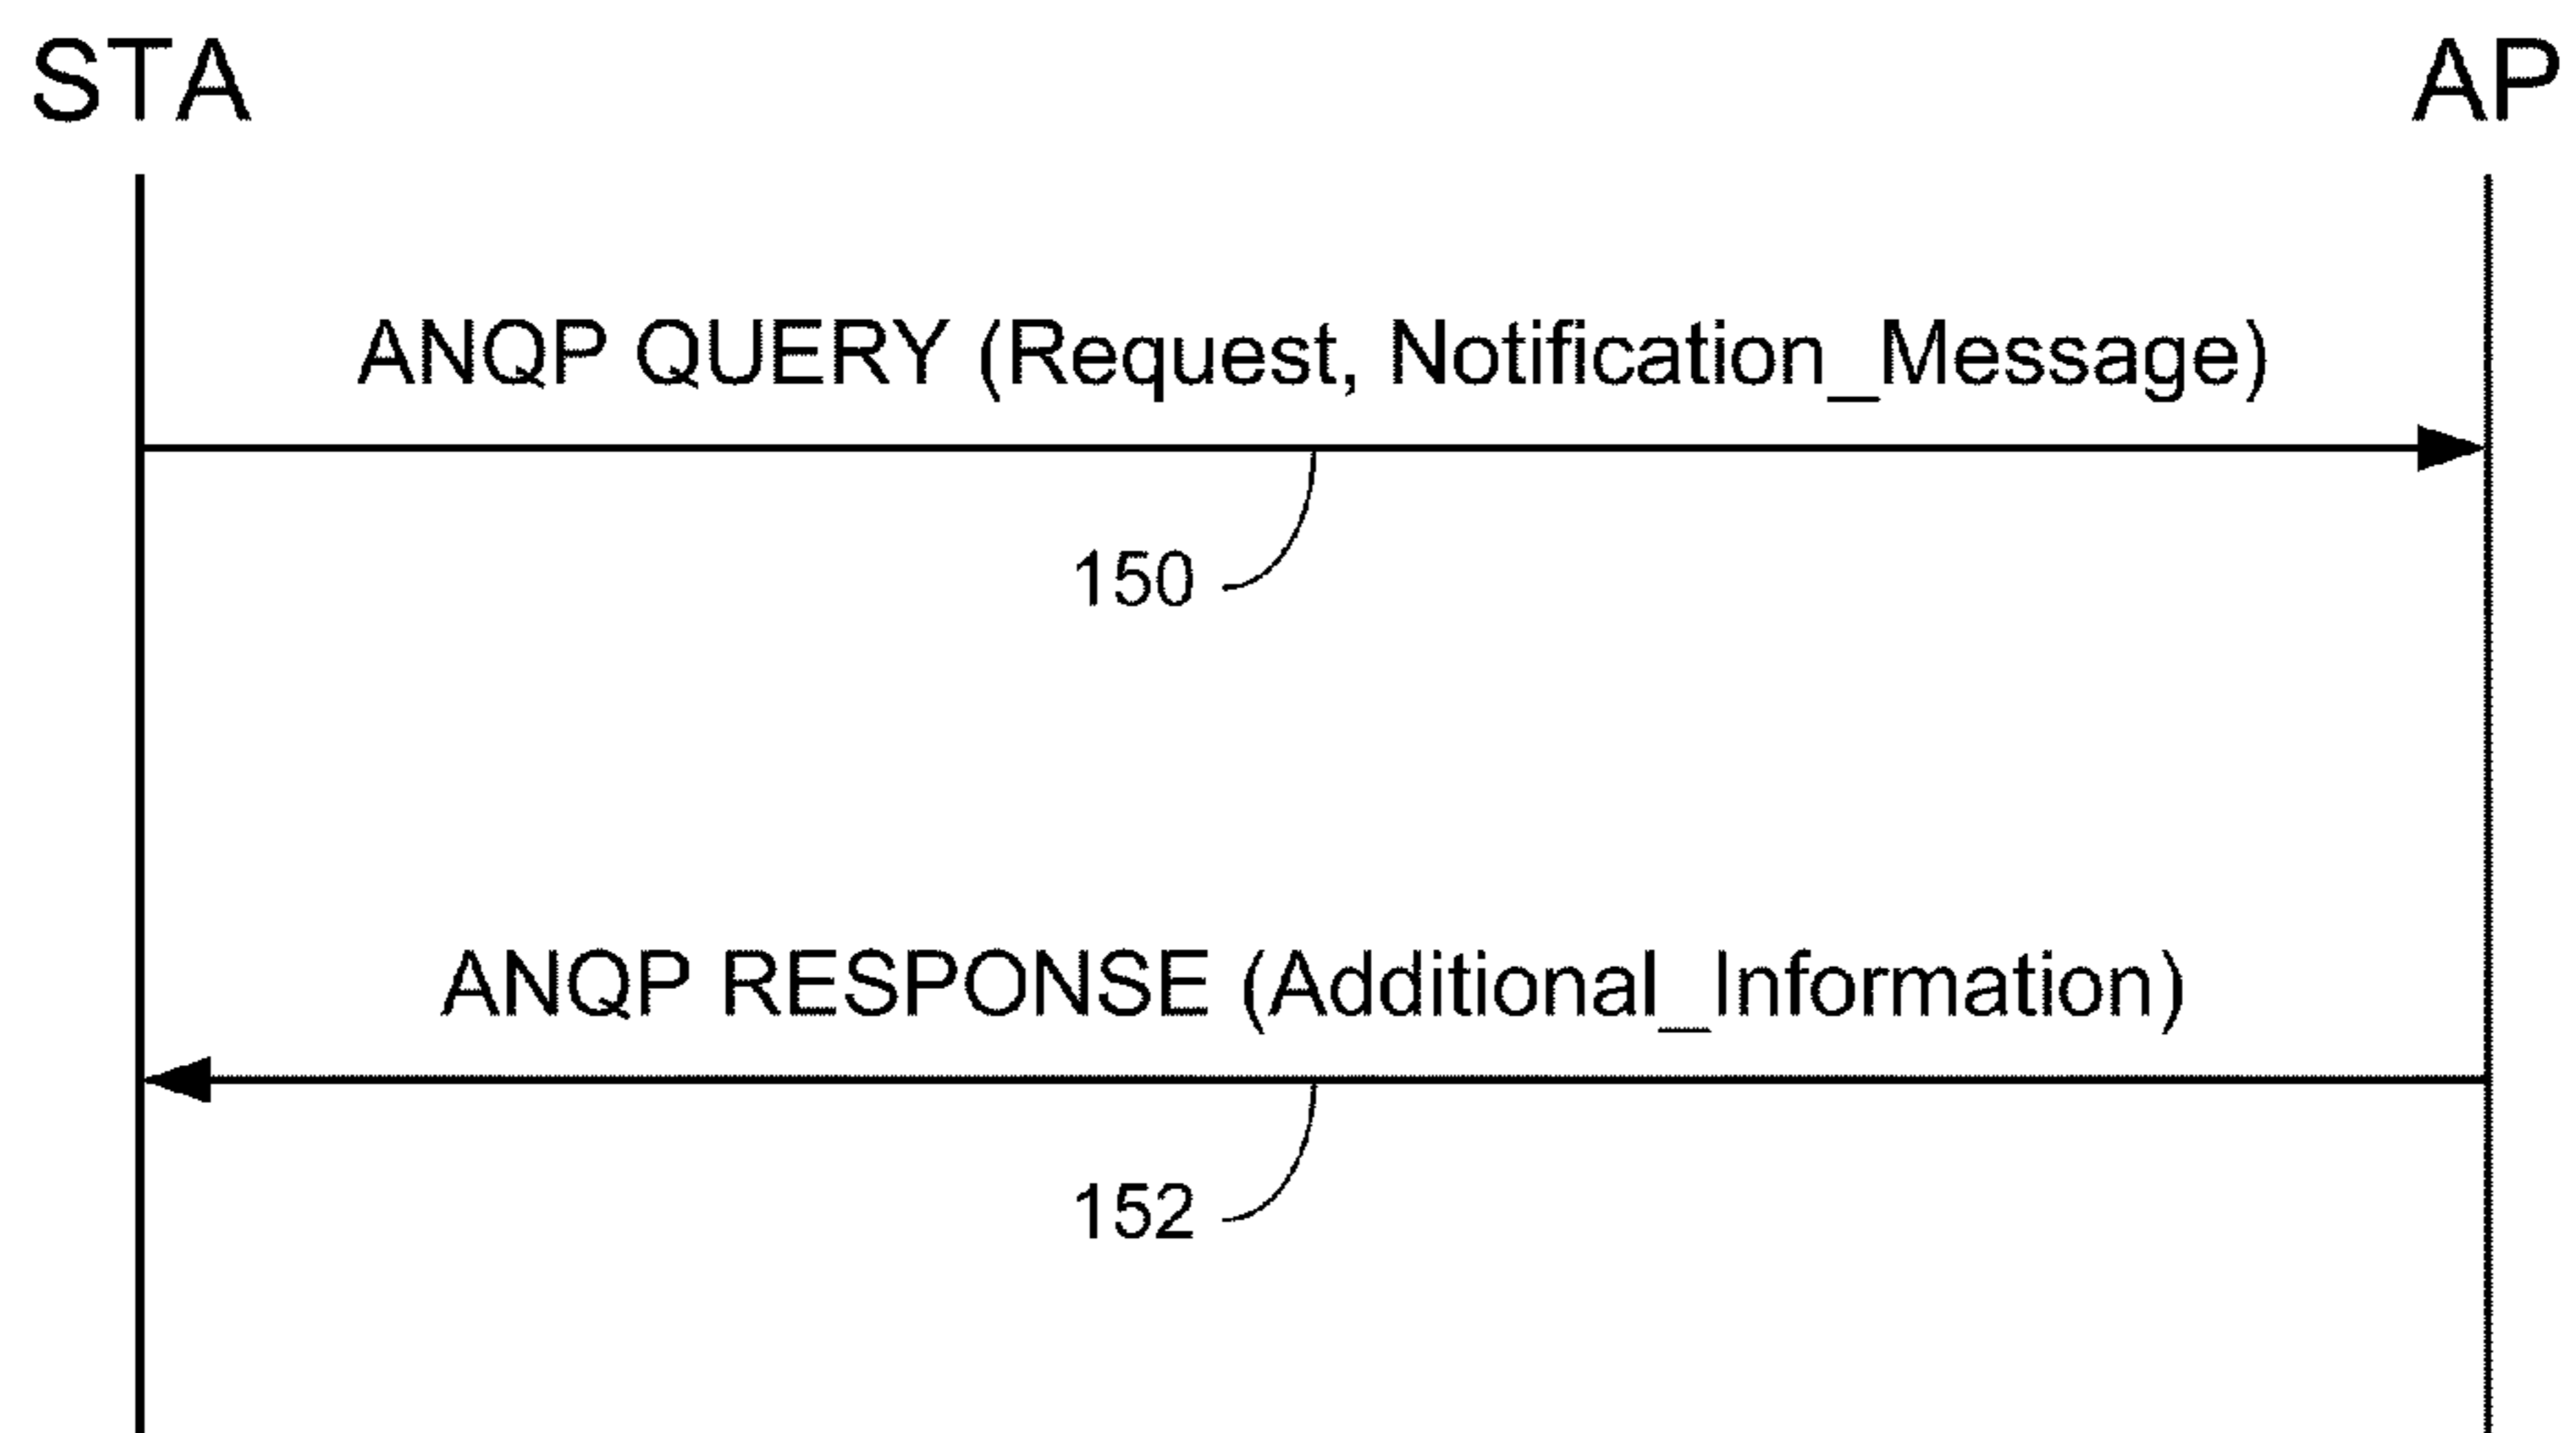 STA AP
ANQP QUERY (Request, Notification_Message)
150
ANQP RESPONSE (Additional_Information)
152